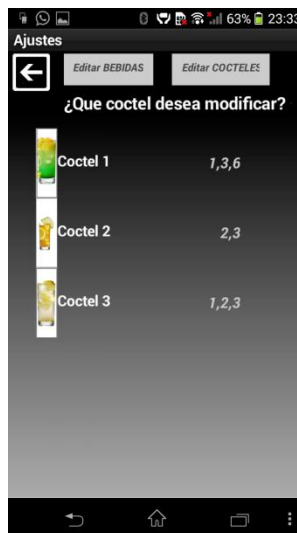 63% 23:33
Ajustes
Editar BEBIDAS Editar COCTELES
¿Que coctel desea modificar?
Coctel 1 1,3,6
Coctel 2 2,3
Coctel 3 1,2,3